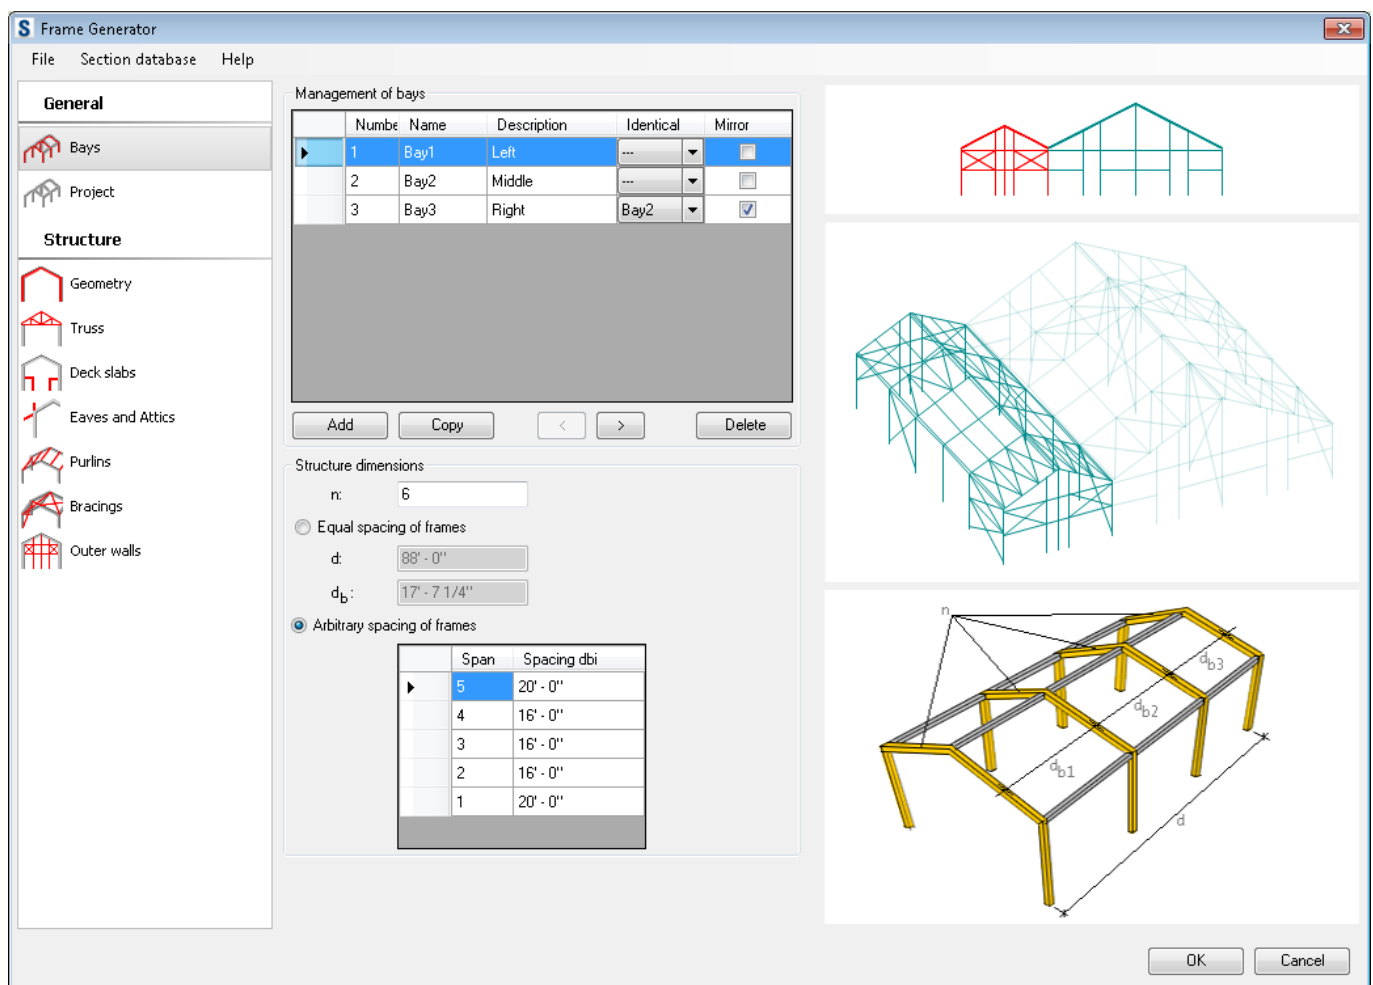 S Frame Generator
File Section database Help
General
Bays
Project
Structure
Geometry
Truss
Deck slabs
Eaves and Attics
Purlins
Bracings
Outer walls
Management of bays
Numbe Name Description Identical Mirror
1 Bay1 Left ---
2 Bay2 Middle ---
3 Bay3 Right Bay2
Add Copy < > Delete
Structure dimensions
n: 6
Equal spacing of frames
d: 88' - 0''
db: 17' - 7 1/4''
Arbitrary spacing of frames
Span Spacing dbi
5 20' - 0''
4 16' - 0''
3 16' - 0''
2 16' - 0''
1 20' - 0''
n
db3
db2
db1
d
OK Cancel